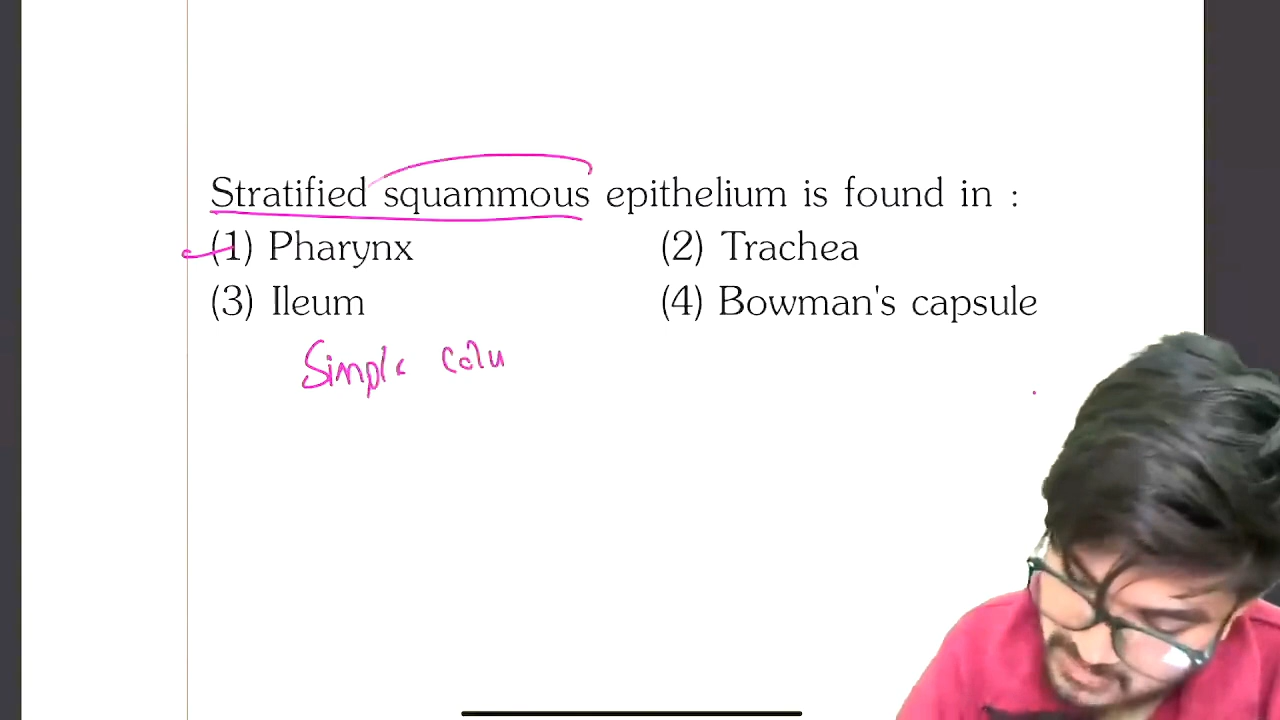 Stratified squammous epithelium is found in :
(1) Pharynx (2) Trachea
(3) Ileum (4) Bowman's capsule
Simple colu